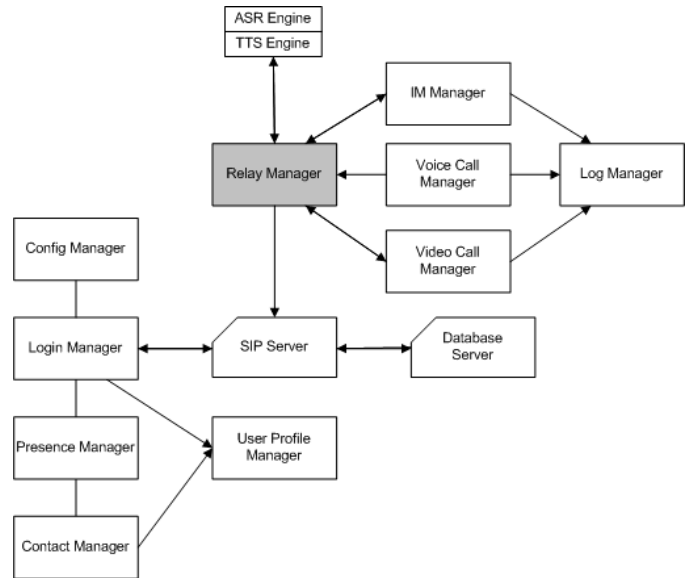 ASR Engine
TTS Engine
IM Manager
Relay Manager
Voice Call
Manager
Log Manager
Video Call
Manager
Config Manager
Login Manager
SIP Server
Database
Server
Presence Manager
User Profile
Manager
Contact Manager